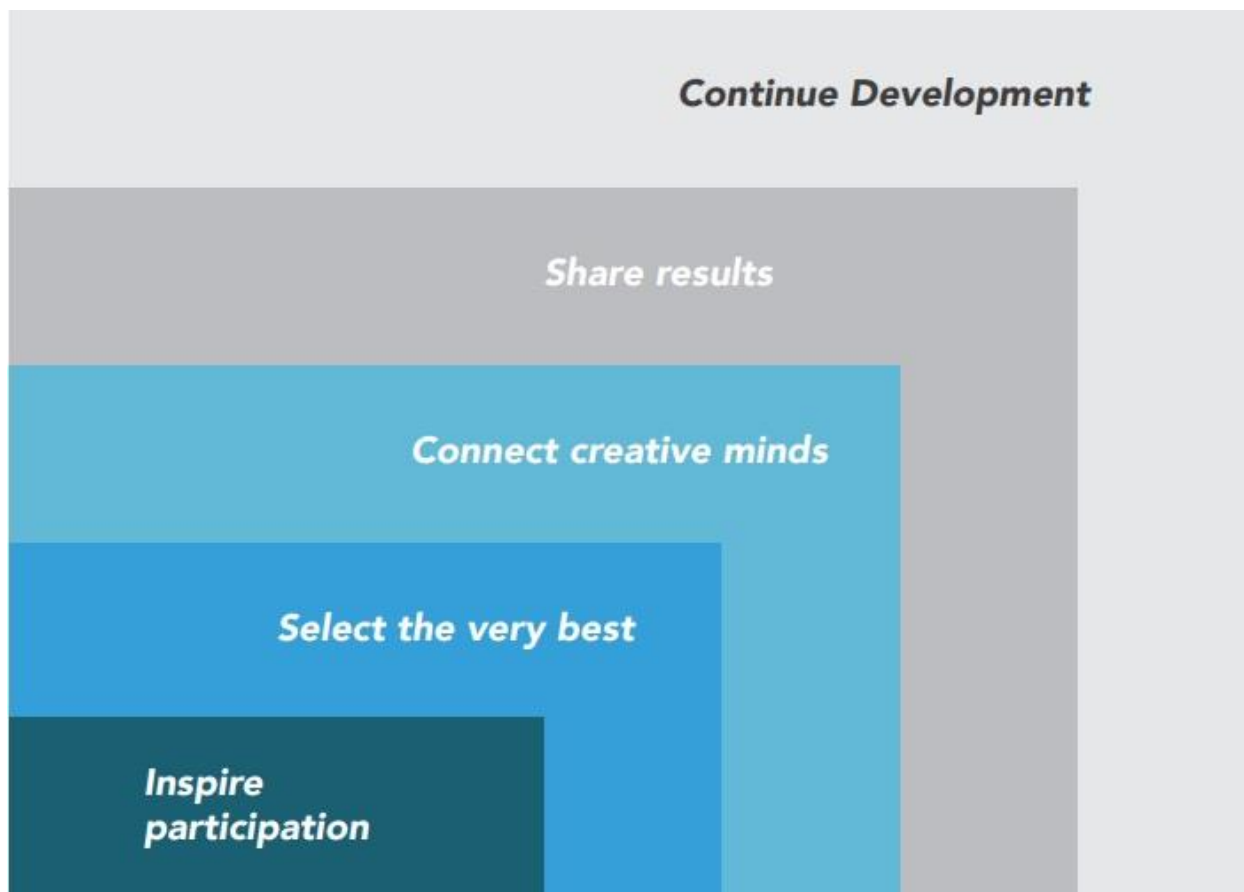 Continue Development
Share results
Connect creative minds
Select the very best
Inspire
participation